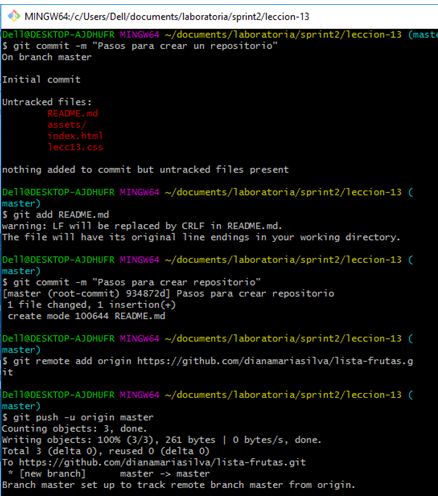 MINGW64:/c/Users/Dell/documents/laboratoria/sprint2/leccion-13
Dell@DESKTOP-AJDHUFR MINGW64 ~/documents/laboratoria/sprint2/leccion-13 (maste
$ git commit -m "Pasos para crear un repositorio"
On branch master
Initial commit
Untracked files:
README.md
assets/
index.html
lecc13.css
nothing added to commit but untracked files present
Dell@DESKTOP-AJDHUFR MINGW64 ~/documents/laboratoria/sprint2/leccion-13 (
master)
$ git add README.md
warning: LF will be replaced by CRLF in README.md.
The file will have its original line endings in your working directory.
Dell@DESKTOP-AJDHUFR MINGW64 ~/documents/laboratoria/sprint2/leccion-13 (
master)
$ git commit -m "Pasos para crear repositorio"
[master (root-commit) 934872d] Pasos para crear repositorio
1 file changed, 1 insertion(+)
create mode 100644 README.md
Dell@DESKTOP-AJDHUFR MINGW64 ~/documents/laboratoria/sprint2/leccion-13 (
master)
$ git remote add origin https://github.com/dianamariasilva/lista-frutas.g
it
Dell@DESKTOP-AJDHUFR MINGW64 ~/documents/laboratoria/sprint2/leccion-13 (
master)
$ git push -u origin master
Counting objects: 3, done.
Writing objects: 100% (3/3), 261 bytes | 0 bytes/s, done.
Total 3 (delta 0), reused 0 (delta 0)
To https://github.com/dianamariasilva/lista-frutas.git
* [new branch] master -> master
Branch master set up to track remote branch master from origin.